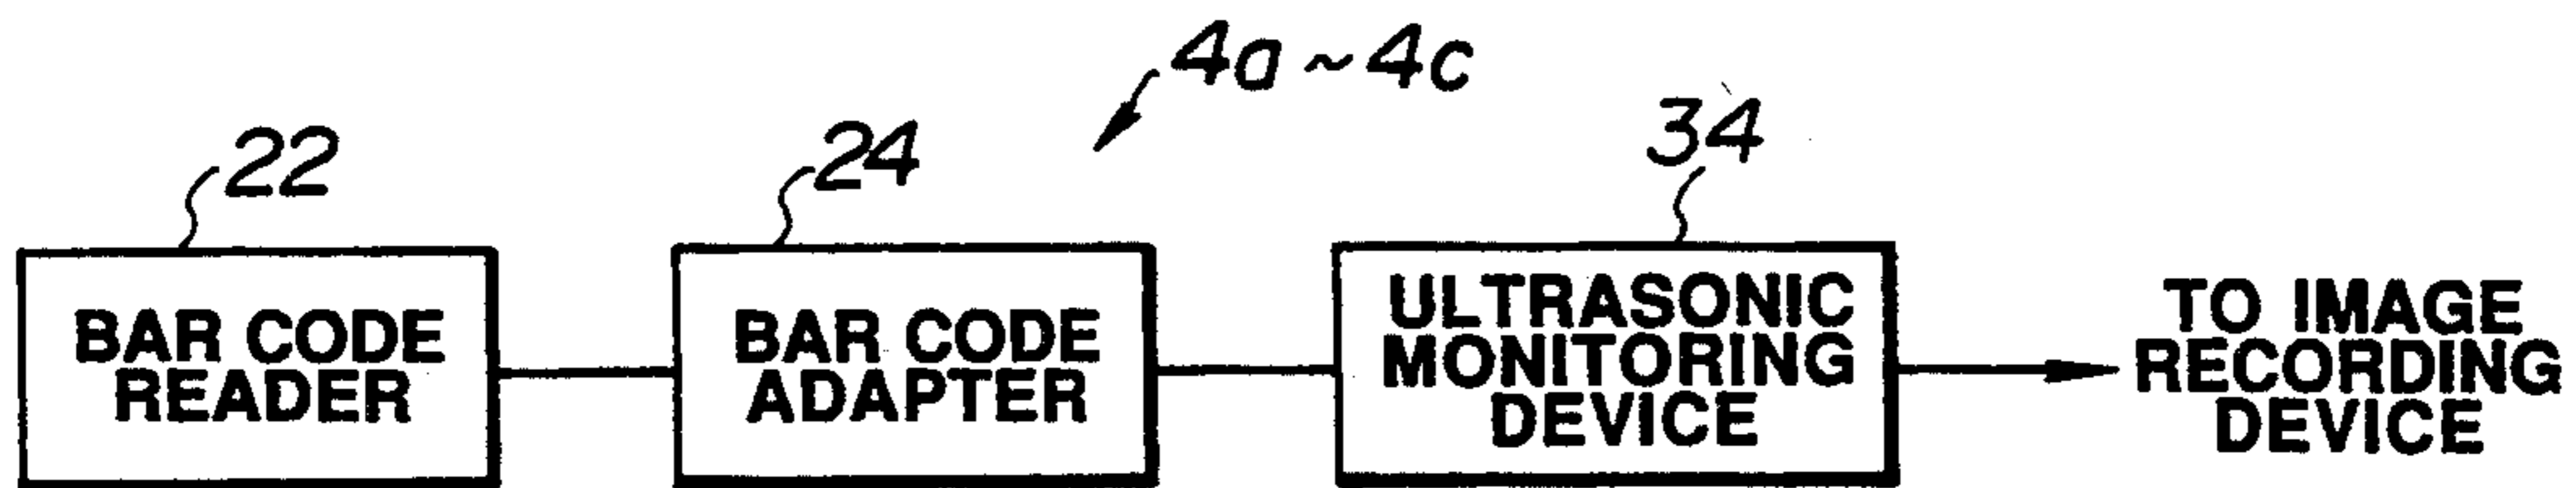 4a ~ 4c
22
24
34
BAR CODE
READER
BAR CODE
ADAPTER
ULTRASONIC
MONITORING
DEVICE
TO IMAGE
RECORDING
DEVICE